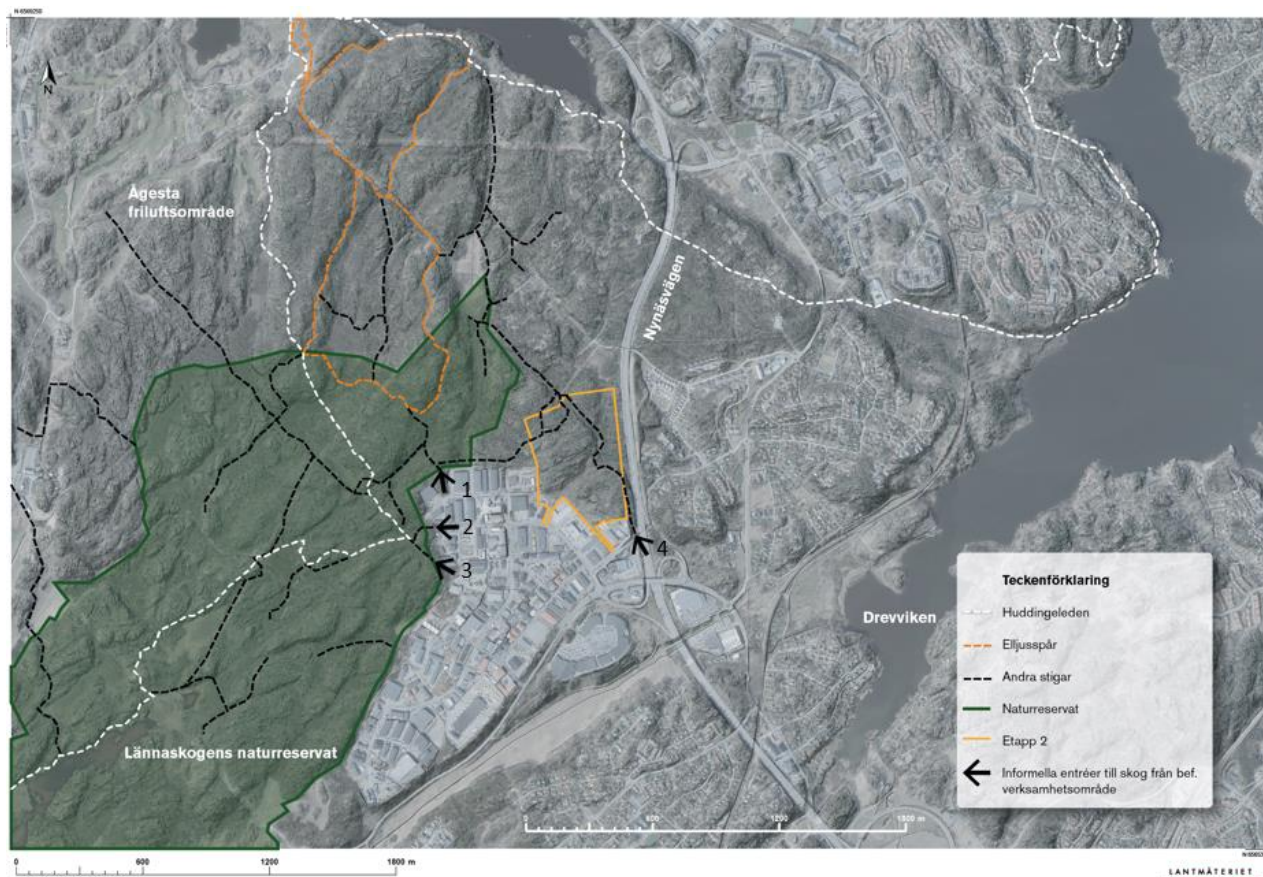 N
Ågesta
friluftsområde
Nynäsvägen
1
2
3
4
Drevviken
Lännaskogens naturreservat
Teckenförklaring
Huddingeleden
Elljusspår
Andra stigar
Naturreservat
Etapp 2
Informella entréer till skog från bef.
verksamhetsområde
0 600 1200 1800 m
0 600 1200 1800 m
LANTMÄTERIET